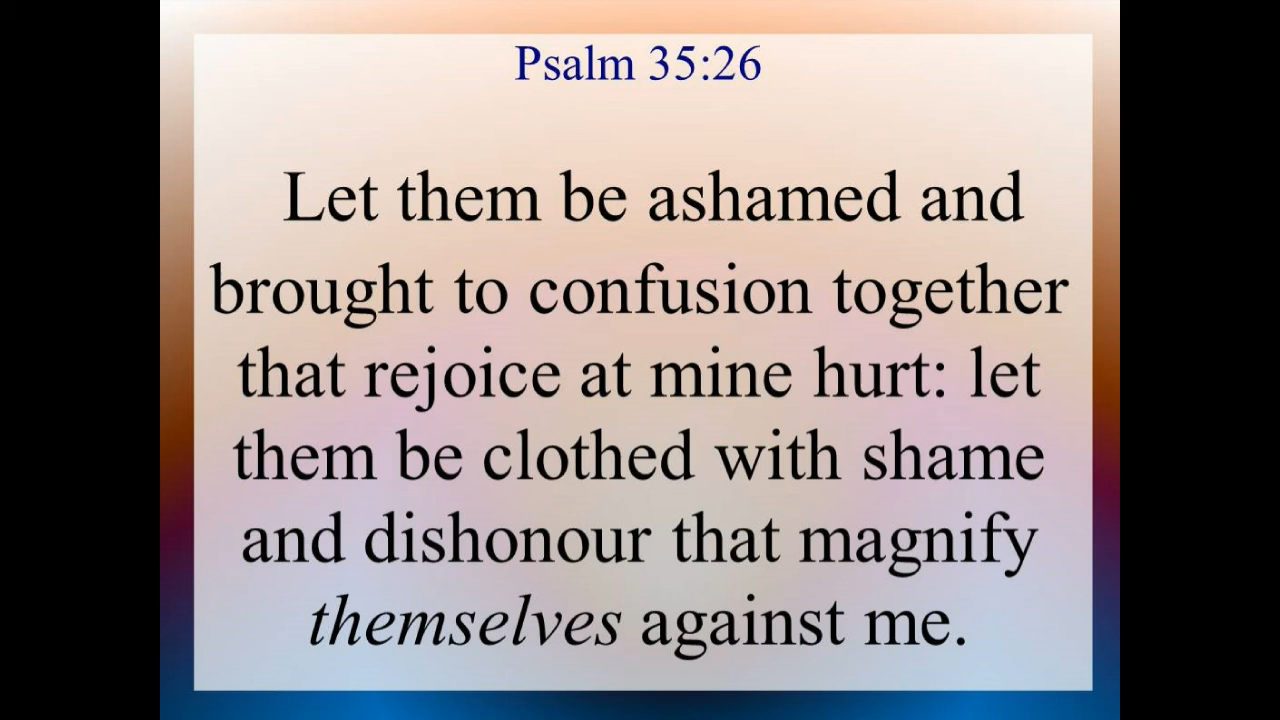 Psalm 35:26
Let them be ashamed and
brought to confusion together
that rejoice at mine hurt: let
them be clothed with shame
and dishonour that magnify
themselves against me.